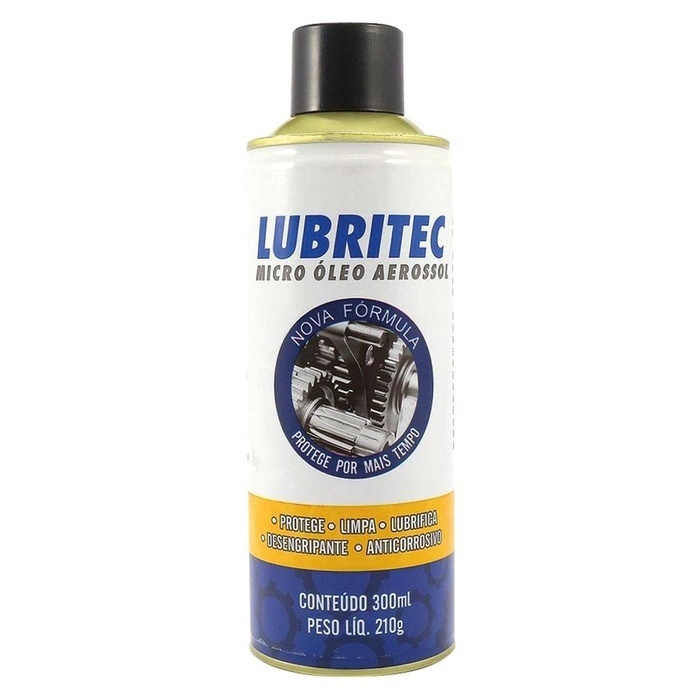 LUBRITEC
MICRO ÓLEO AEROSSOL
NOVA FÓRMULA
PROTEGE POR MAIS TEMPO
• PROTEGE • LIMPA • LUBRIFICA
• DESENGRIPANTE • ANTICORROSIVO
CONTEÚDO 300ml
PESO LÍQ. 210g